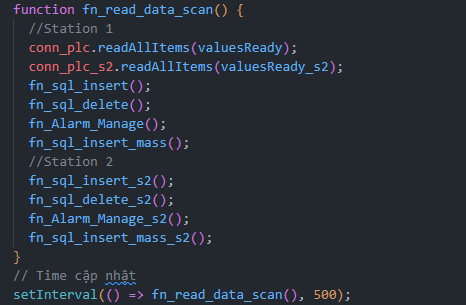 function fn_read_data_scan() {
//Station 1
conn_plc.readAllItems(valuesReady);
conn_plc_s2.readAllItems(valuesReady_s2);
fn_sql_insert();
fn_sql_delete();
fn_Alarm_Manage();
fn_sql_insert_mass();
//Station 2
fn_sql_insert_s2();
fn_sql_delete_s2();
fn_Alarm_Manage_s2();
fn_sql_insert_mass_s2();
}
// Time cập nhât
setInterval(() => fn_read_data_scan(), 500);